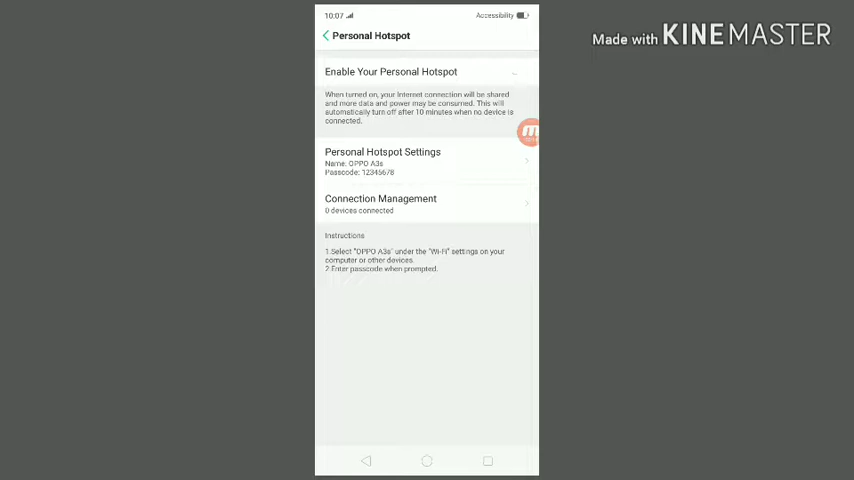 10:07
Accessibility
Made with KINEMASTER
Personal Hotspot
Enable Your Personal Hotspot
When turned on, your Internet connection will be shared
and more data and power may be consumed. This will
automatically turn off after 10 minutes when no device is
connected.
Personal Hotspot Settings
Name: OPPO A3s
Passcode: 12345678
Connection Management
0 devices connected
Instructions
1.Select "OPPO A3s" under the "Wi-Fi" settings on your
computer or other devices.
2.Enter passcode when prompted.